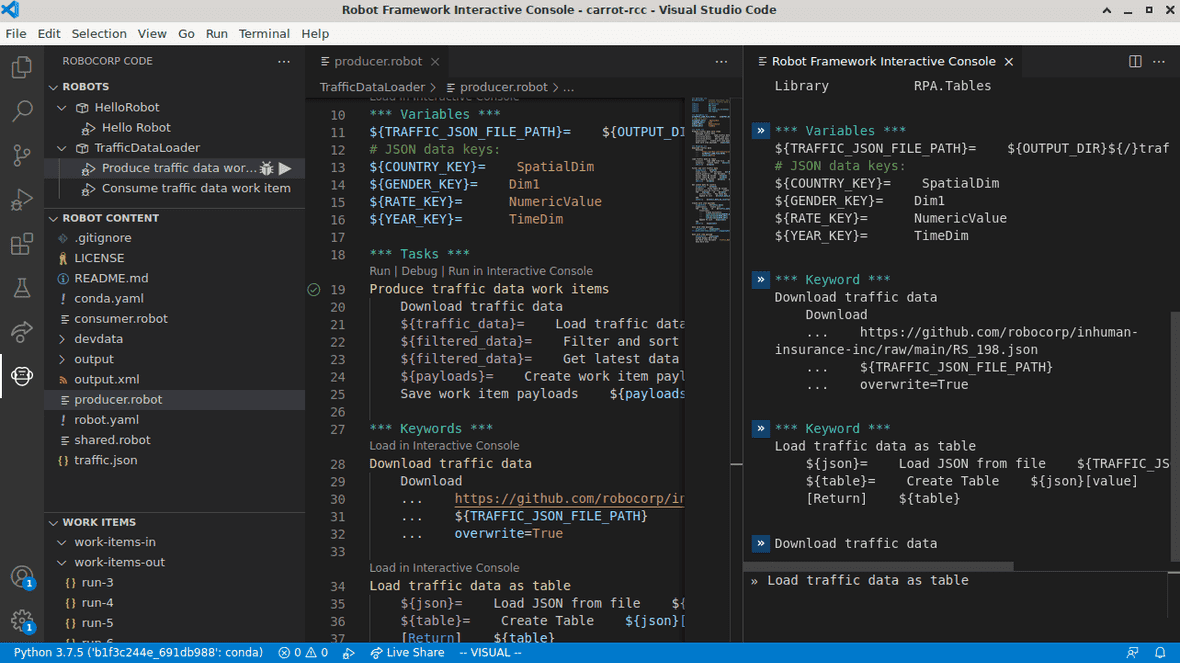 Robot Framework Interactive Console - carrot-rcc - Visual Studio Code
File Edit Selection View Go Run Terminal Help
ROBOCORP CODE
ROBOTS
HelloRobot
Hello Robot
TrafficDataLoader
Produce traffic data wor...
Consume traffic data work item
ROBOT CONTENT
.gitignore
LICENSE
README.md
conda.yaml
consumer.robot
devdata
output
output.xml
producer.robot
robot.yaml
shared.robot
traffic.json
WORK ITEMS
work-items-in
work-items-out
run-3
run-4
run-5
run-6
1
1
producer.robot
TrafficDataLoader > producer.robot > ...
Load in Interactive Console
10 *** Variables ***
11 ${TRAFFIC_JSON_FILE_PATH}= ${OUTPUT_DI
12 # JSON data keys:
13 ${COUNTRY_KEY}= SpatialDim
14 ${GENDER_KEY}= Dim1
15 ${RATE_KEY}= NumericValue
16 ${YEAR_KEY}= TimeDim
17
18 *** Tasks ***
Run | Debug | Run in Interactive Console
19 Produce traffic data work items
20 Download traffic data
21 ${traffic_data}= Load traffic data
22 ${filtered_data}= Filter and sort
23 ${filtered_data}= Get latest data
24 ${payloads}= Create work item payl
25 Save work item payloads ${payloads
26
27 *** Keywords ***
Load in Interactive Console
28 Download traffic data
29 Download
30 ... https://github.com/robocorp/in
31 ... ${TRAFFIC_JSON_FILE_PATH}
32 ... overwrite=True
33
Load in Interactive Console
34 Load traffic data as table
35 ${json}= Load JSON from file ${
36 ${table}= Create Table ${json}[
37 [Return] ${table}
Robot Framework Interactive Console
Library RPA.Tables
» *** Variables ***
${TRAFFIC_JSON_FILE_PATH}= ${OUTPUT_DIR}${/}traf
# JSON data keys:
${COUNTRY_KEY}= SpatialDim
${GENDER_KEY}= Dim1
${RATE_KEY}= NumericValue
${YEAR_KEY}= TimeDim
» *** Keyword ***
Download traffic data
Download
... https://github.com/robocorp/inhuman-
insurance-inc/raw/main/RS_198.json
... ${TRAFFIC_JSON_FILE_PATH}
... overwrite=True
» *** Keyword ***
Load traffic data as table
${json}= Load JSON from file ${TRAFFIC_JS
${table}= Create Table ${json}[value]
[Return] ${table}
» Download traffic data
» Load traffic data as table
Python 3.7.5 ('b1f3c244e_691db988': conda) 0 0 Live Share -- VISUAL --